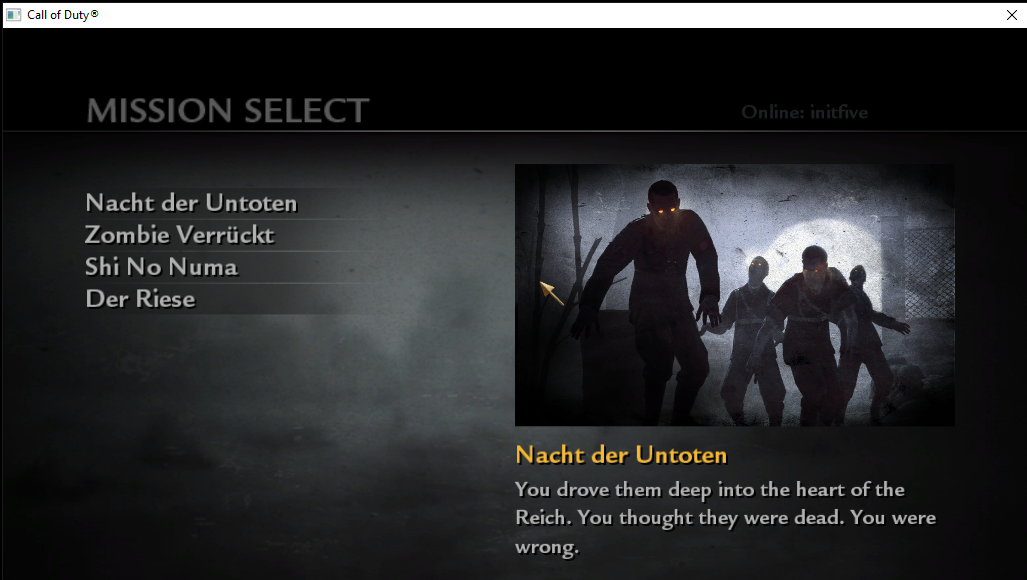 Call of Duty®
MISSION SELECT
Online: initfive
Nacht der Untoten
Zombie Verrückt
Shi No Numa
Der Riese
Nacht der Untoten
You drove them deep into the heart of the
Reich. You thought they were dead. You were
wrong.